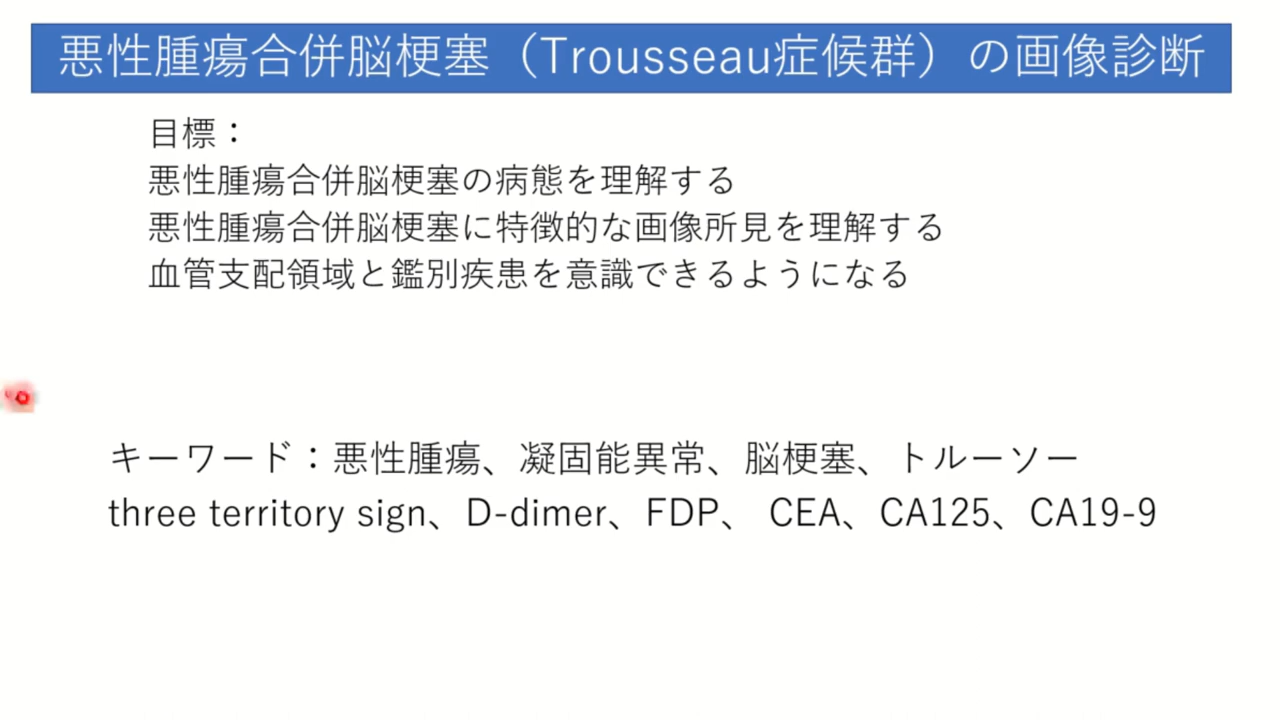 悪性腫瘍合併脳梗塞（Trousseau症候群）の画像診断
目標：
悪性腫瘍合併脳梗塞の病態を理解する
悪性腫瘍合併脳梗塞に特徴的な画像所見を理解する
血管支配領域と鑑別疾患を意識できるようになる
キーワード：悪性腫瘍、凝固能異常、脳梗塞、トルーソー
three territory sign、D-dimer、FDP、 CEA、CA125、CA19-9